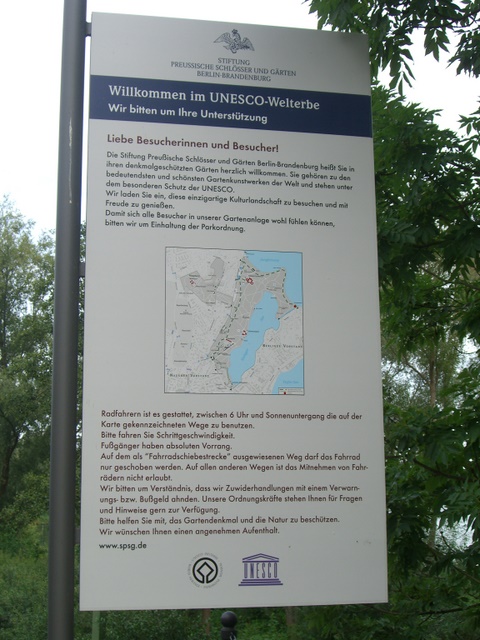 STIFTUNG
PREUSSISCHE SCHLÖSSER UND GÄRTEN
BERLIN-BRANDENBURG
Willkommen im UNESCO-Welterbe
Wir bitten um Ihre Unterstützung
Liebe Besucherinnen und Besucher!
Die Stiftung Preußische Schlösser und Gärten Berlin-Brandenburg heißt Sie in
ihren denkmalgeschützten Gärten herzlich willkommen. Sie gehören zu den
bedeutendsten und schönsten Gartenkunstwerken der Welt und stehen unter
dem besonderen Schutz der UNESCO.
Wir laden Sie ein, diese einzigartige Kulturlandschaft zu besuchen und mit
Freude zu genießen.
Damit sich alle Besucher in unserer Gartenanlage wohl fühlen können,
bitten wir um Einhaltung der Parkordnung.
Radfahrern ist es gestattet, zwischen 6 Uhr und Sonnenuntergang die auf der
Karte gekennzeichneten Wege zu benutzen.
Bitte fahren Sie Schrittgeschwindigkeit.
Fußgänger haben absoluten Vorrang.
Auf dem als "Fahrradschiebestrecke" ausgewiesenen Weg darf das Fahrrad
nur geschoben werden. Auf allen anderen Wegen ist das Mitnehmen von Fahr-
rädern nicht erlaubt.
Wir bitten um Verständnis, dass wir Zuwiderhandlungen mit einem Verwarn-
ungs- bzw. Bußgeld ahnden. Unsere Ordnungskräfte stehen Ihnen für Fragen
und Hinweise gern zur Verfügung.
Bitte helfen Sie mit, das Gartendenkmal und die Natur zu beschützen.
Wir wünschen Ihnen einen angenehmen Aufenthalt.
www.spsg.de
UNESCO